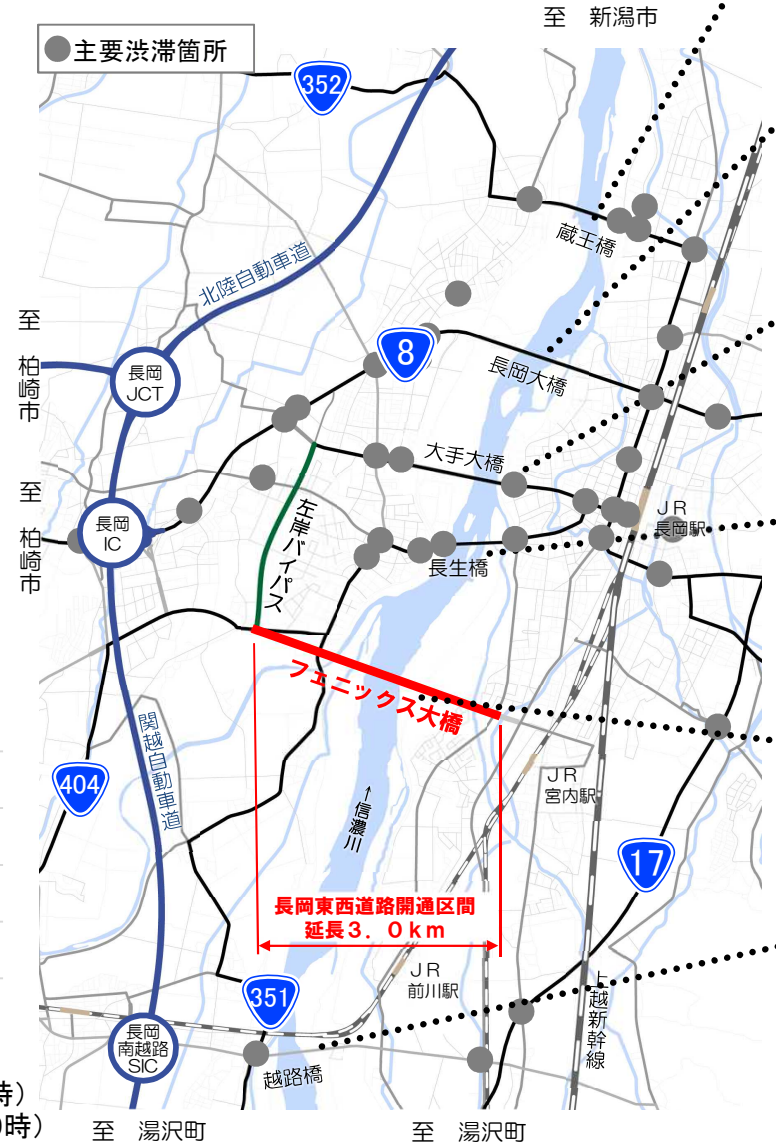 至　新潟市
●主要渋滞箇所
352
蔵王橋
北陸自動車道
至
柏崎市
長岡
JCT
8
長岡大橋
大手大橋
至
柏崎市
長岡
IC
左岸バイパス
長生橋
ＪＲ
長岡駅
フェニックス大橋
関越自動車道
404
ＪＲ
宮内駅
←信濃川
17
長岡東西道路開通区間
延長３．０ｋｍ
351
ＪＲ
前川駅
上越新幹線
長岡
南越路
SIC
越路橋
時）
時）
至　湯沢町
至　湯沢町